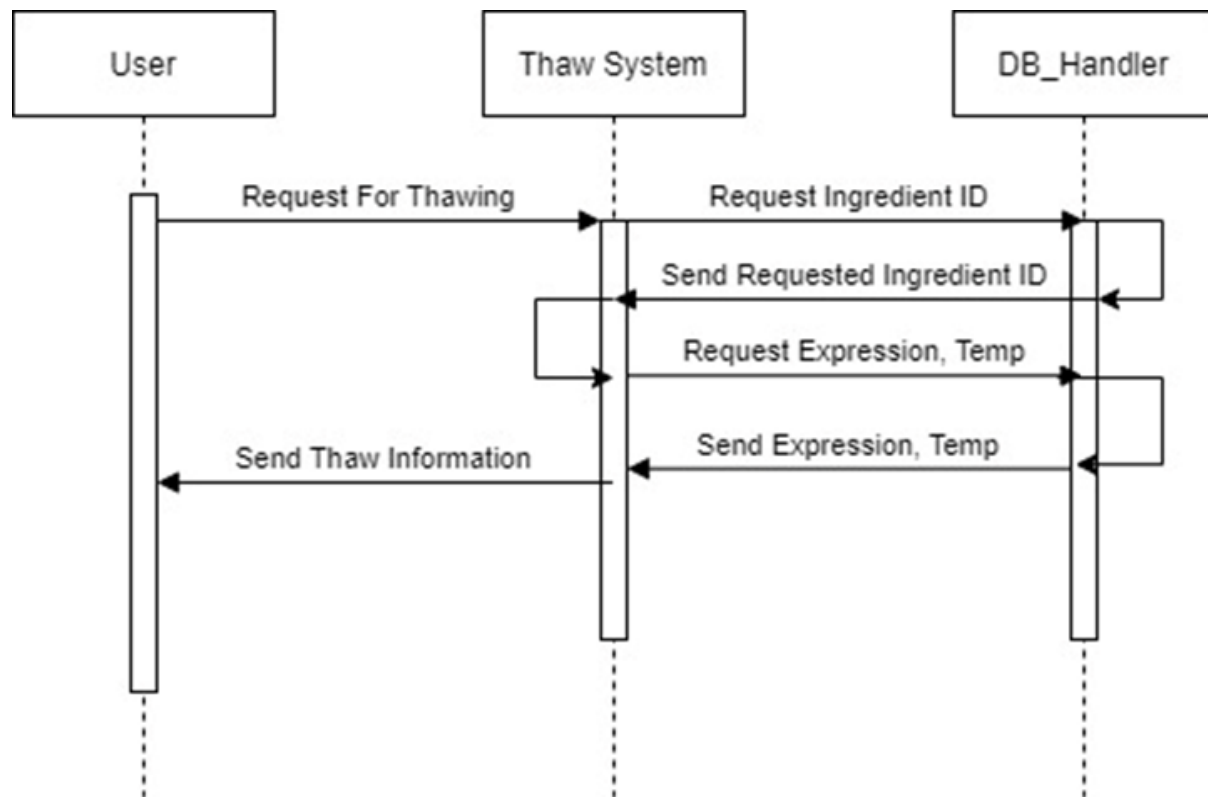 User
Thaw System
DB_Handler
Request For Thawing
Request Ingredient ID
Send Requested Ingredient ID
Request Expression, Temp
Send Expression, Temp
Send Thaw Information